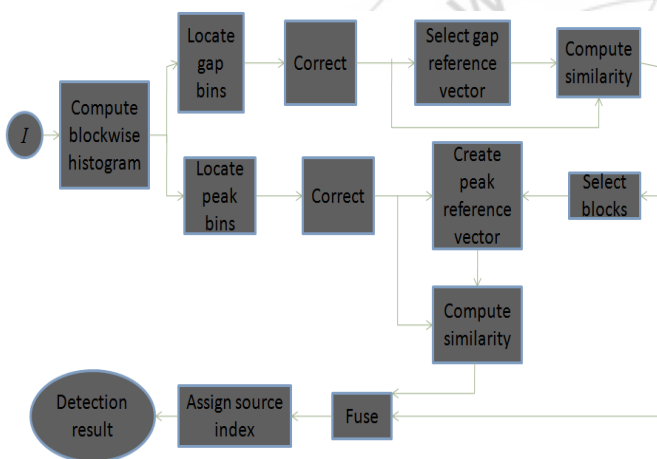 I
Compute
blockwise
histogram
Locate
gap
bins
Correct
Select gap
reference
vector
Compute
similarity
Locate
peak
bins
Correct
Create
peak
reference
vector
Select
blocks
Compute
similarity
Fuse
Assign source
index
Detection
result